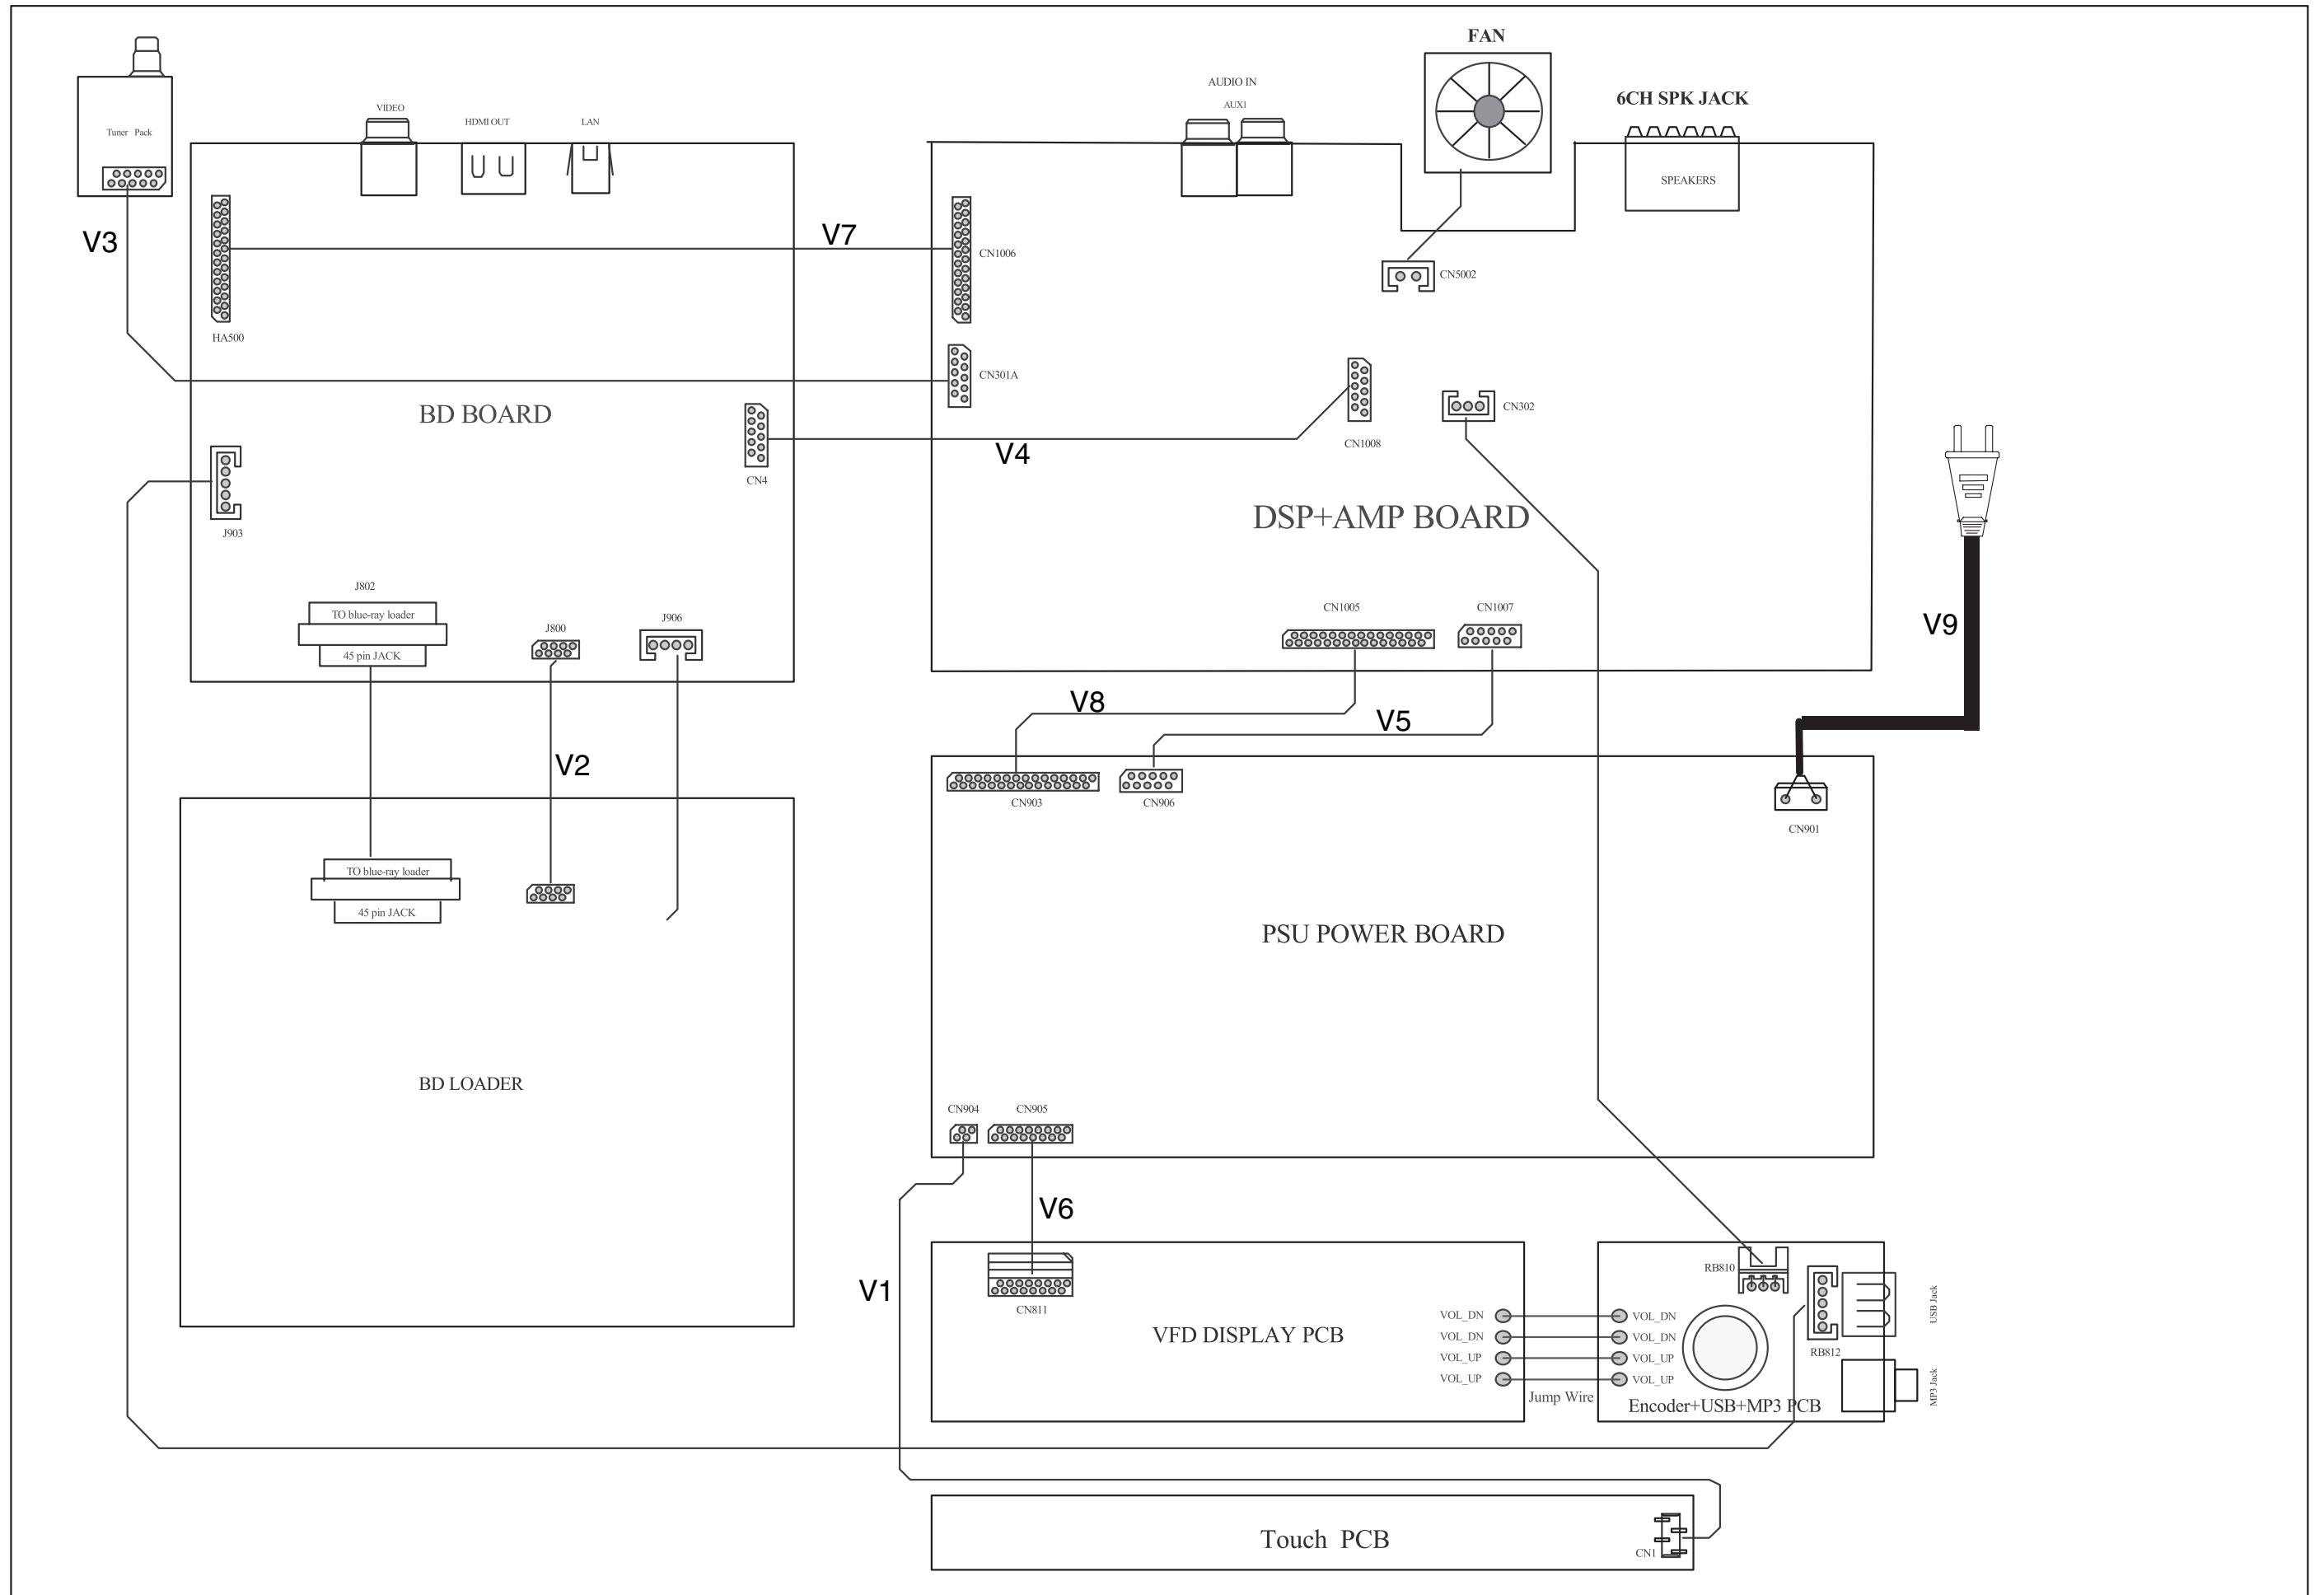 FAN
AUDIO IN
6CH SPK JACK
VIDEO
AUX1
HDMI OUT
LAN
Tuner Pack
SPEAKERS
V3
V7
CN1006
CN5002
HA500
CN301A
BD BOARD
CN302
CN1008
V4
CN4
DSP+AMP BOARD
J903
J802
TO blue-ray loader
45 pin JACK
J800
J906
CN1005
CN1007
V9
V8
V5
V2
CN903
CN906
CN901
TO blue-ray loader
45 pin JACK
PSU POWER BOARD
BD LOADER
CN904
CN905
V6
V1
RB810
CN811
VFD DISPLAY PCB
VOL_DN
VOL_DN
VOL_UP
VOL_UP
Jump Wire
VOL_DN
VOL_DN
VOL_UP
VOL_UP
RB812
USB Jack
MP3 Jack
Encoder+USB+MP3 PCB
Touch PCB
CN1